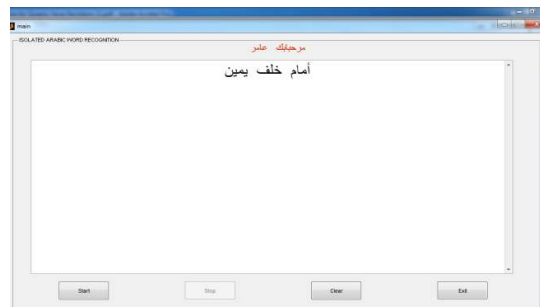 main
ISOLATED ARABIC WORD RECOGNITION
مرحبابك عامر
أمام خلف يمين
Start
Stop
Clear
Exit